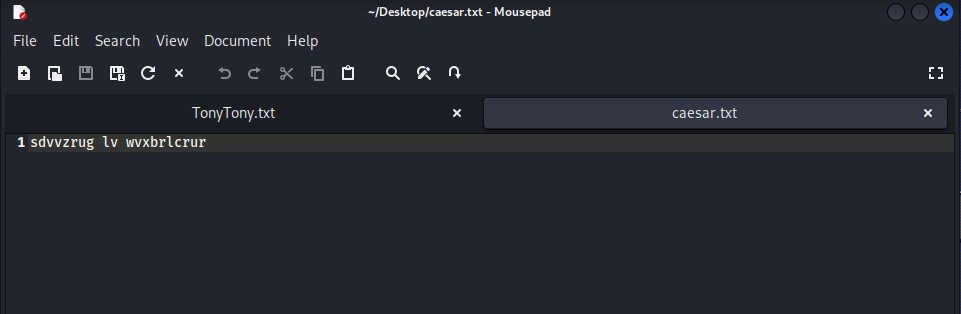 ~/Desktop/caesar.txt - Mousepad
File Edit Search View Document Help
TonyTony.txt caesar.txt
1 sdvvzrug lv wvxbrlcrur